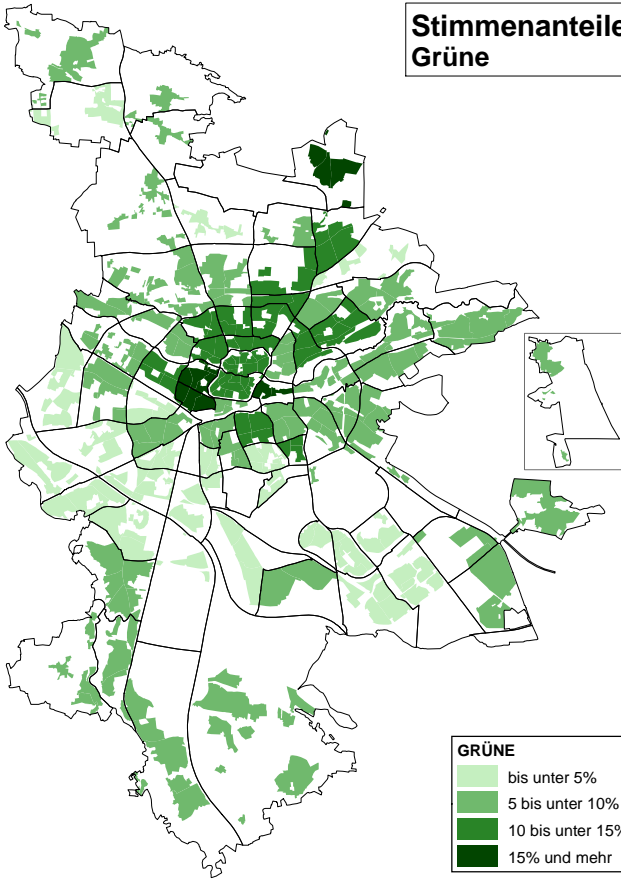 Stimmenanteile
Grüne
GRÜNE
bis unter 5%
5 bis unter 10%
10 bis unter 15%
15% und mehr